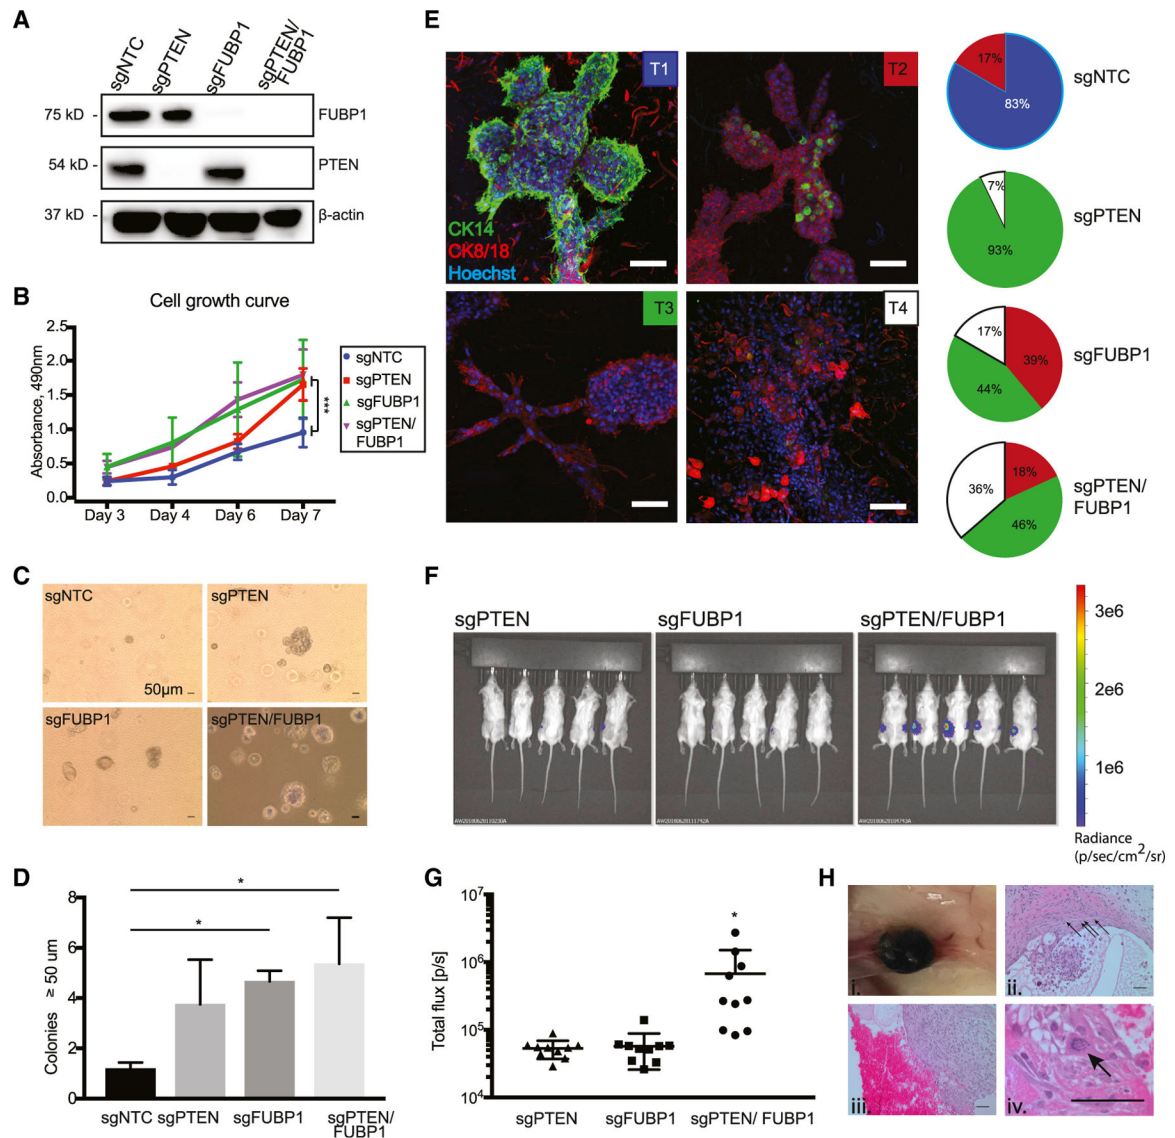 A
sgNTC
sgPTEN
sgFUBP1
sgPTEN/
FUBP1
75 kD -
FUBP1
54 kD -
PTEN
37 kD -
β-actin
B
Cell growth curve
Absorbance, 490nm
2.5
2.0
1.5
1.0
0.5
0.0
Day 3
Day 4
Day 6
Day 7
***
sgNTC
sgPTEN
sgFUBP1
sgPTEN/
FUBP1
C
sgNTC
50µm
sgPTEN
sgFUBP1
sgPTEN/FUBP1
D
Colonies ≥ 50 um
8
6
4
2
0
*
*
sgNTC
sgPTEN
sgFUBP1
sgPTEN/
FUBP1
E
T1
CK14
CK8/18
Hoechst
T2
T3
T4
17%
83%
sgNTC
7%
93%
sgPTEN
17%
39%
44%
sgFUBP1
36%
18%
46%
sgPTEN/
FUBP1
F
sgPTEN
sgFUBP1
sgPTEN/FUBP1
3e6
2e6
1e6
Radiance
(p/sec/cm²/sr)
G
Total flux [p/s]
10⁷
10⁶
10⁵
10⁴
*
sgPTEN
sgFUBP1
sgPTEN/ FUBP1
H
i.
ii.
iii.
iv.